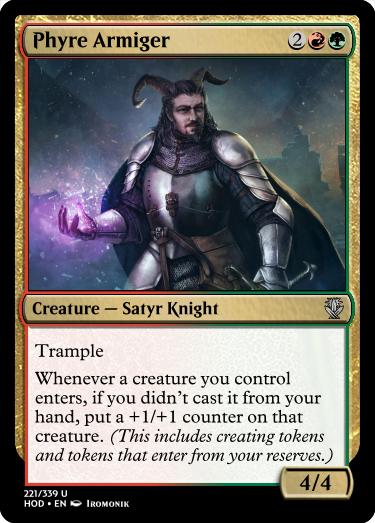 Phyre Armiger 2
Creature — Satyr Knight
Trample
Whenever a creature you control
enters, if you didn't cast it from your
hand, put a +1/+1 counter on that
creature. (This includes creating tokens
and tokens that enter from your reserves.)
4/4
221/339 U
HOD • EN Iromonik